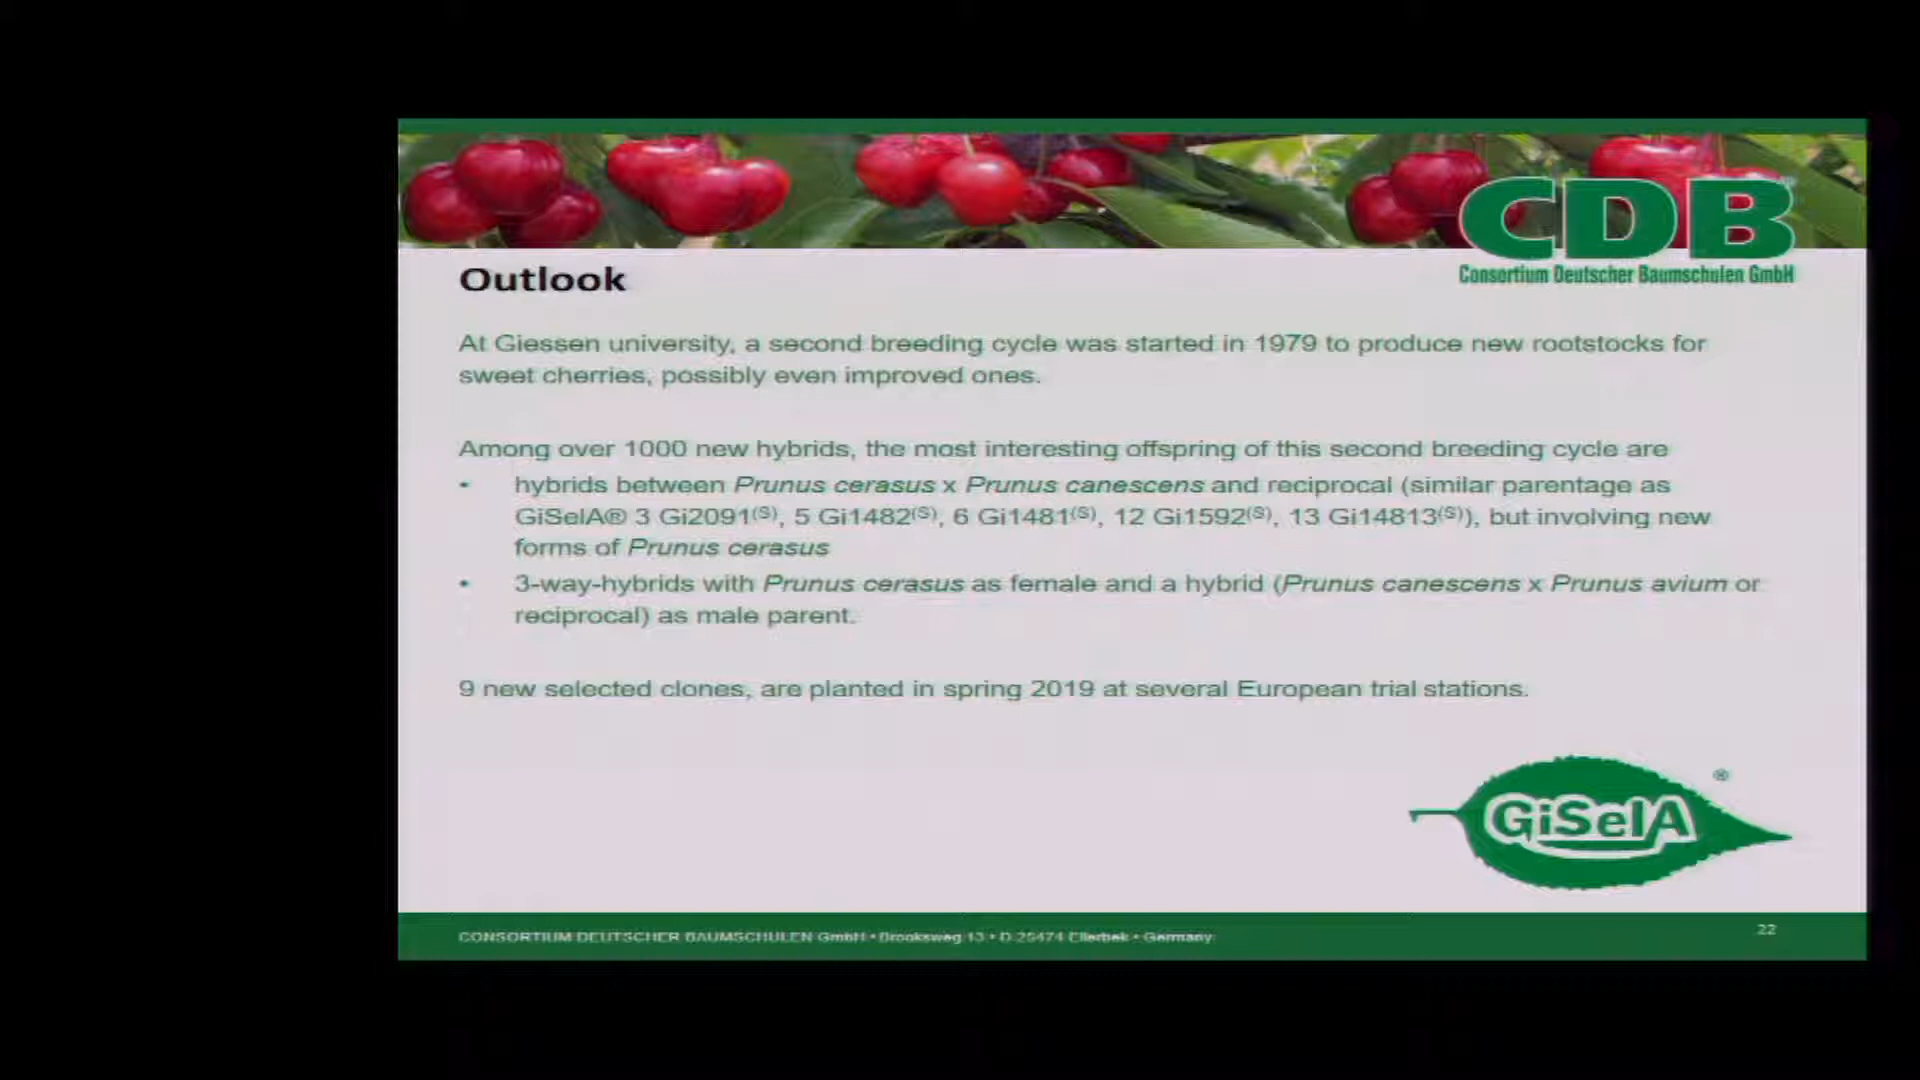 CDB
Consortium Deutscher Baumschulen GmbH
Outlook
At Giessen university, a second breeding cycle was started in 1979 to produce new rootstocks for
sweet cherries, possibly even improved ones.
Among over 1000 new hybrids, the most interesting offspring of this second breeding cycle are
• hybrids between Prunus cerasus x Prunus canescens and reciprocal (similar parentage as
GiSelA® 3 Gi2091(S), 5 Gi1482(S), 6 Gi1481(S), 12 Gi1592(S), 13 Gi14813(S)), but involving new
forms of Prunus cerasus
• 3-way-hybrids with Prunus cerasus as female and a hybrid (Prunus canescens x Prunus avium or
reciprocal) as male parent.
9 new selected clones, are planted in spring 2019 at several European trial stations.
GiSelA ®
CONSORTIUM DEUTSCHER BAUMSCHULEN GmbH • Brooksweg 13 • D 25474 Ellerbek • Germany
22